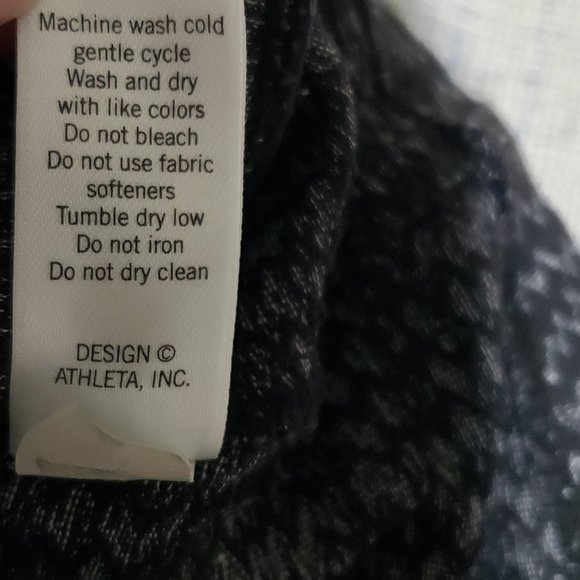 Machine wash cold
gentle cycle
Wash and dry
with like colors
Do not bleach
Do not use fabric
softeners
Tumble dry low
Do not iron
Do not dry clean
DESIGN ©
ATHLETA, INC.